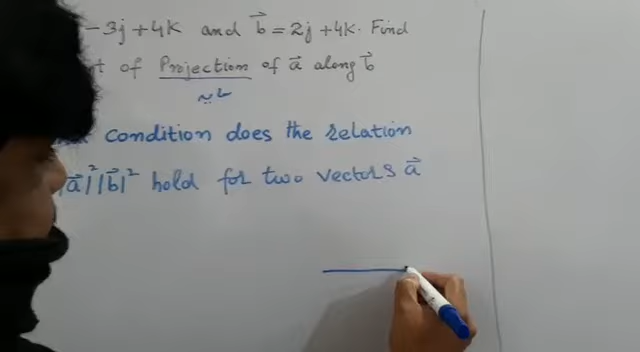 - 3j + 4k and b⃗ = 2j + 4k. Find
of Projection of a⃗ along b⃗
سایہ
condition does the relation
|a⃗|²|b⃗|² hold for two vectors a⃗